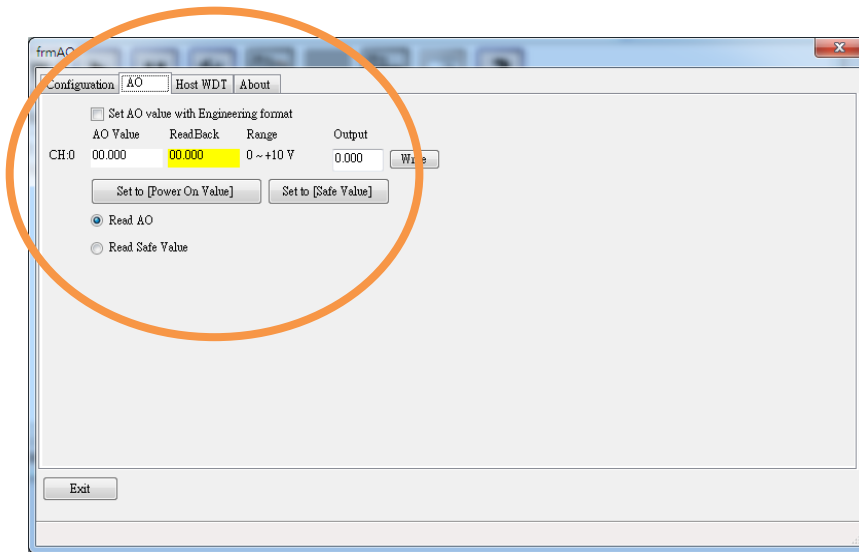 frmAO
Configuration AO Host WDT About
Set AO value with Engineering format
AO Value ReadBack Range Output
CH:0 00.000 00.000 0 ~ +10 V 0.000 Write
Set to [Power On Value] Set to [Safe Value]
Read AO
Read Safe Value
Exit